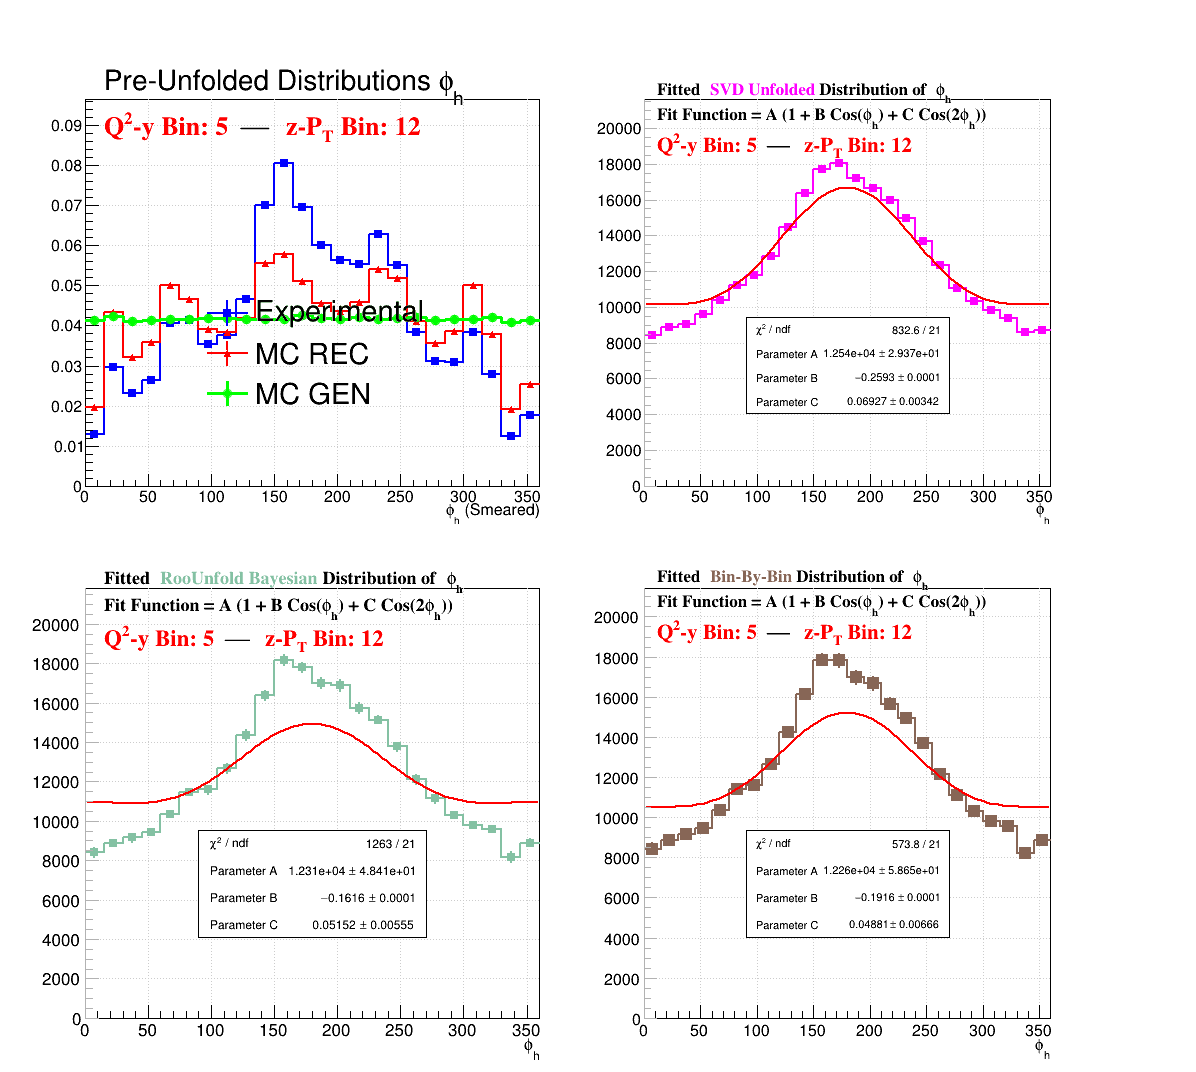 Pre-Unfolded Distributions ϕh
Q²-y Bin: 5 — z-PT Bin: 12
0.09
0.08
0.07
0.06
0.05
0.04
0.03
0.02
0.01
0
Experimental
MC REC
MC GEN
0 50 100 150 200 250 300 350
ϕh (Smeared)
Fitted SVD Unfolded Distribution of ϕh
Fit Function = A (1 + B Cos(ϕh) + C Cos(2ϕh))
Q²-y Bin: 5 — z-PT Bin: 12
20000
18000
16000
14000
12000
10000
8000
6000
4000
2000
0
χ² / ndf 832.6 / 21
Parameter A 1.254e+04 ± 2.937e+01
Parameter B −0.2593 ± 0.0001
Parameter C 0.06927 ± 0.00342
0 50 100 150 200 250 300 350
ϕh
Fitted RooUnfold Bayesian Distribution of ϕh
Fit Function = A (1 + B Cos(ϕh) + C Cos(2ϕh))
Q²-y Bin: 5 — z-PT Bin: 12
20000
18000
16000
14000
12000
10000
8000
6000
4000
2000
0
χ² / ndf 1263 / 21
Parameter A 1.231e+04 ± 4.841e+01
Parameter B −0.1616 ± 0.0001
Parameter C 0.05152 ± 0.00555
0 50 100 150 200 250 300 350
ϕh
Fitted Bin-By-Bin Distribution of ϕh
Fit Function = A (1 + B Cos(ϕh) + C Cos(2ϕh))
Q²-y Bin: 5 — z-PT Bin: 12
20000
18000
16000
14000
12000
10000
8000
6000
4000
2000
0
χ² / ndf 573.8 / 21
Parameter A 1.226e+04 ± 5.865e+01
Parameter B −0.1916 ± 0.0001
Parameter C 0.04881 ± 0.00666
0 50 100 150 200 250 300 350
ϕh